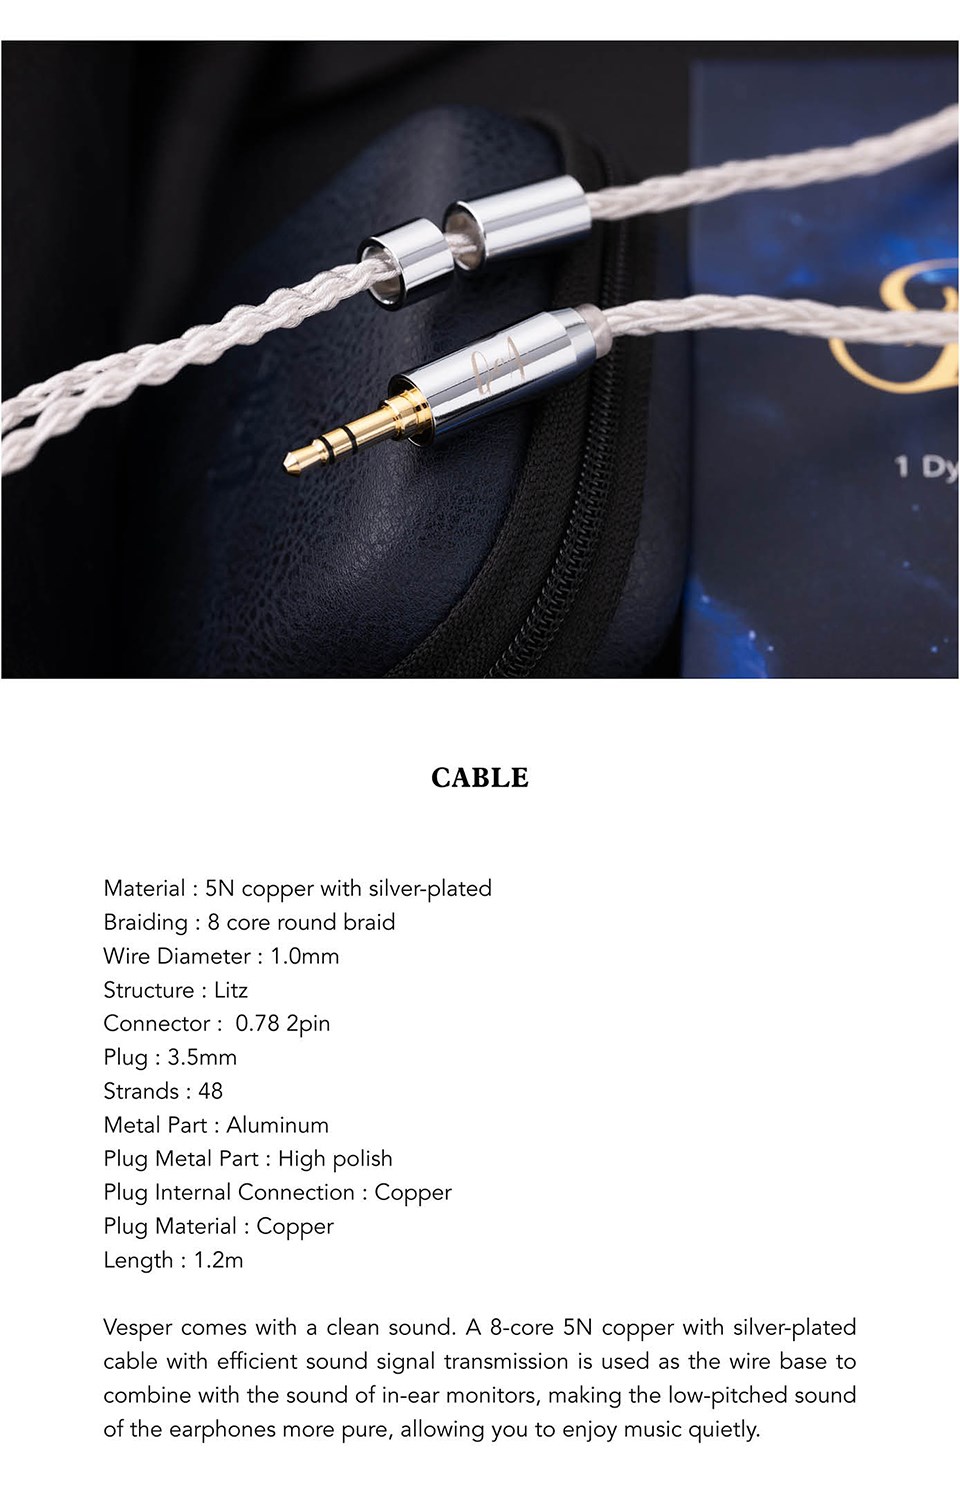 1 Dy
CABLE
Material : 5N copper with silver-plated
Braiding : 8 core round braid
Wire Diameter : 1.0mm
Structure : Litz
Connector :  0.78 2pin
Plug : 3.5mm
Strands : 48
Metal Part : Aluminum
Plug Metal Part : High polish
Plug Internal Connection : Copper
Plug Material : Copper
Length : 1.2m
Vesper comes with a clean sound. A 8-core 5N copper with silver-plated
cable with efficient sound signal transmission is used as the wire base to
combine with the sound of in-ear monitors, making the low-pitched sound
of the earphones more pure, allowing you to enjoy music quietly.